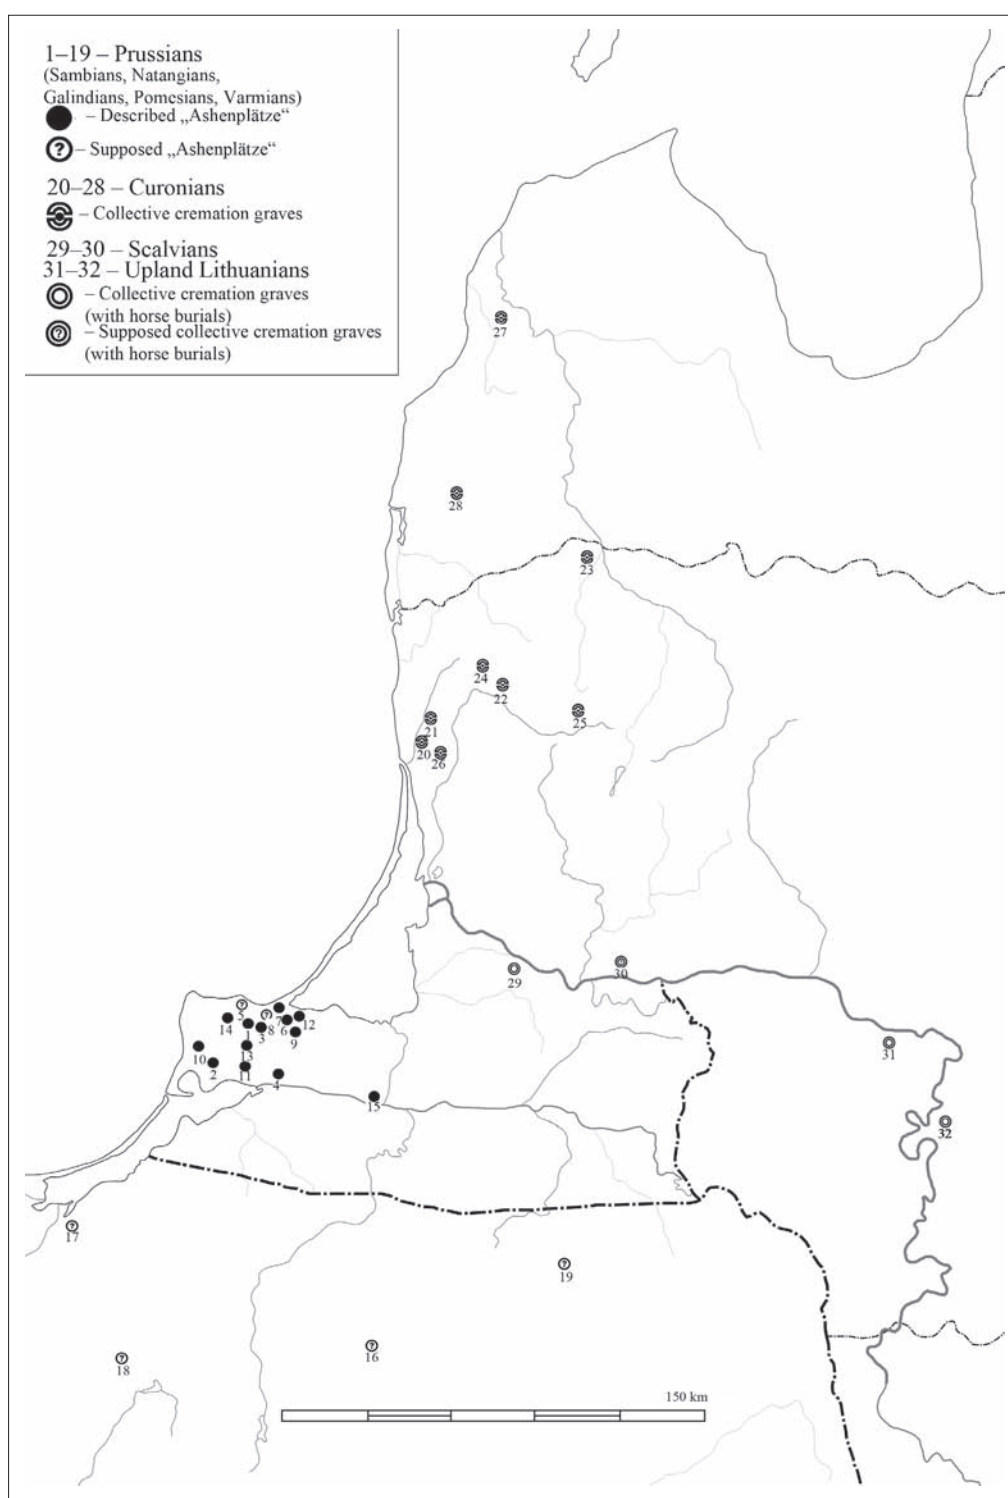 1–19 – Prussians
(Sambians, Natangians,
Galindians, Pomesians, Varmians)
– Described „Ashenplätze“
? – Supposed „Ashenplätze“
20–28 – Curonians
– Collective cremation graves
29–30 – Scalvians
31–32 – Upland Lithuanians
– Collective cremation graves
(with horse burials)
? – Supposed collective cremation graves
(with horse burials)
27
28
23
24
22
25
21
20
26
29
30
5
?
?
14
1
3
8
7
6
12
9
10
13
2
11
4
15
31
32
?
17
?
19
?
16
?
18
150 km